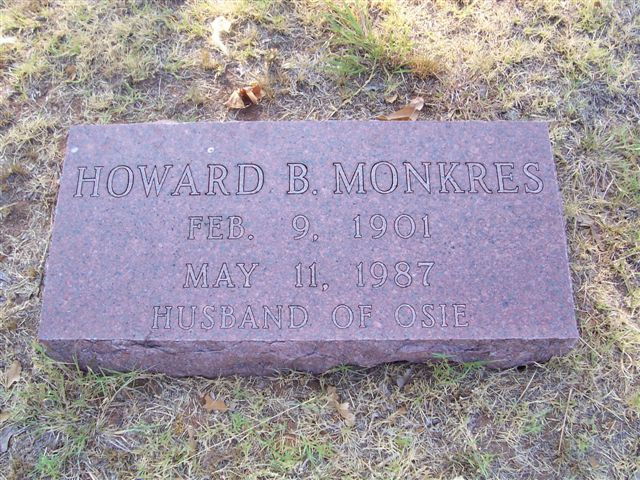 HOWARD B. MONKRES
FEB. 9, 1901
MAY 11, 1987
HUSBAND OF OSIE